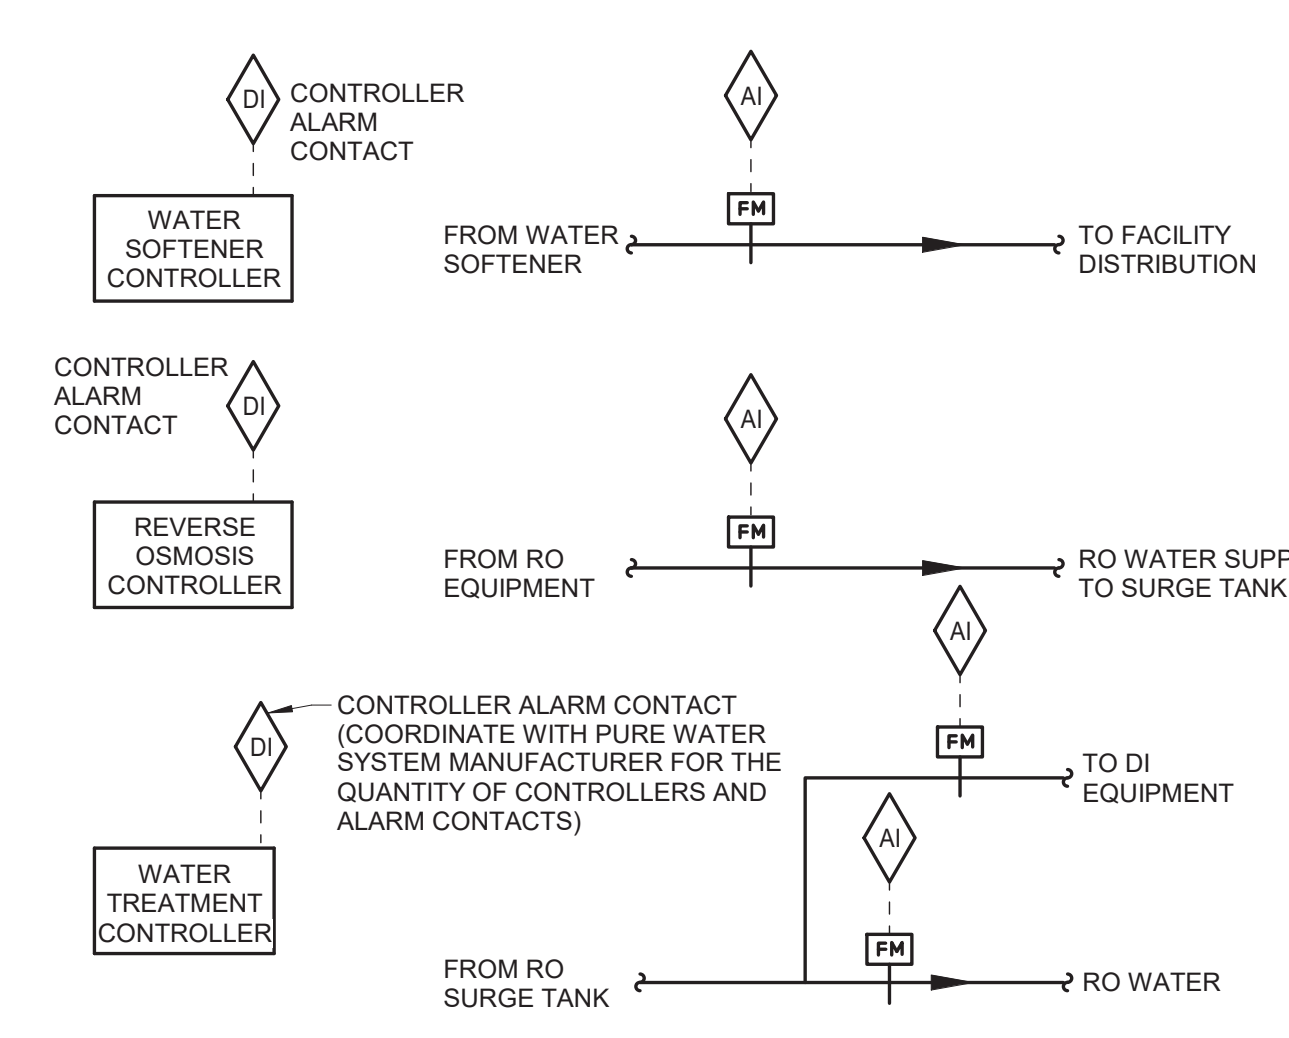 DI
CONTROLLER
ALARM
CONTACT
WATER
SOFTENER
CONTROLLER
AI
FM
FROM WATER
SOFTENER
TO FACILITY
DISTRIBUTION
CONTROLLER
ALARM
CONTACT
DI
REVERSE
OSMOSIS
CONTROLLER
AI
FM
FROM RO
EQUIPMENT
RO WATER SUPP
TO SURGE TANK
DI
CONTROLLER ALARM CONTACT
(COORDINATE WITH PURE WATER
SYSTEM MANUFACTURER FOR THE
QUANTITY OF CONTROLLERS AND
ALARM CONTACTS)
WATER
TREATMENT
CONTROLLER
AI
FM
TO DI
EQUIPMENT
AI
FM
FROM RO
SURGE TANK
RO WATER